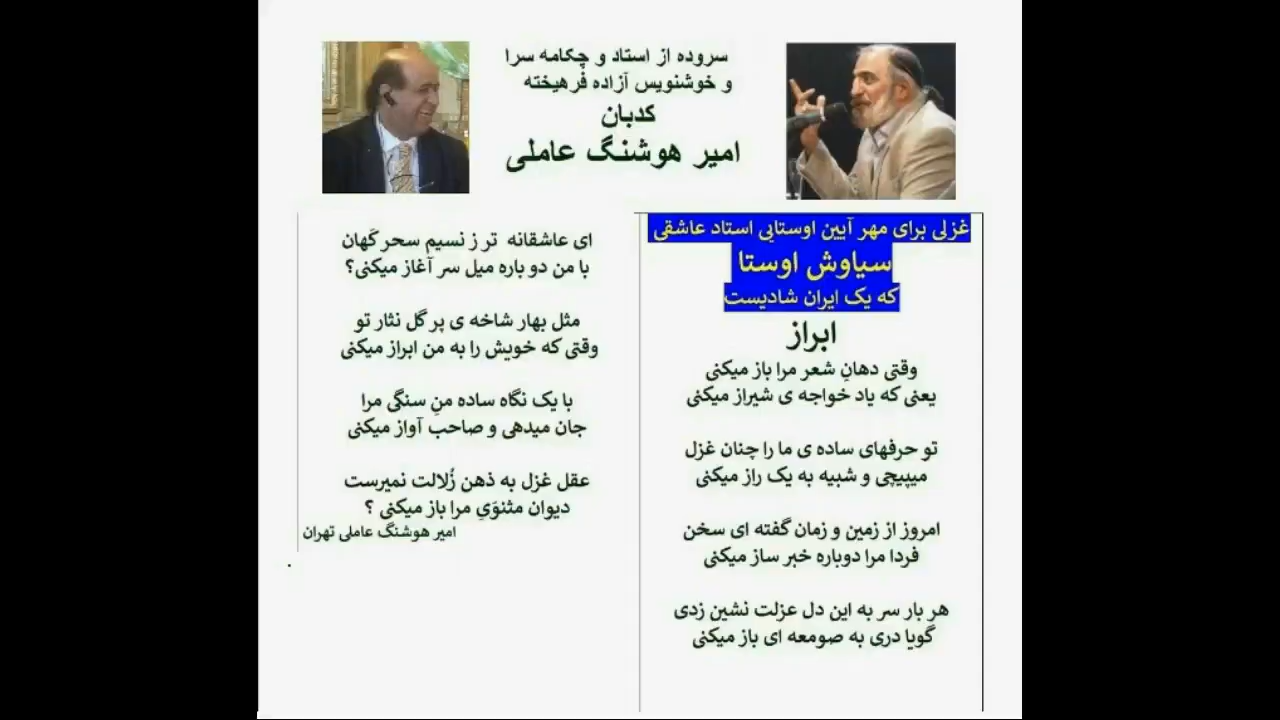 سروده از استاد و چکامه سرا
و خوشنویس آزاده فرهیخته
کدبان
امیر هوشنگ عاملی
غزلی برای مهر آیین اوستایی استاد عاشقی
سیاوش اوستا
که یک ایران شادیست
ابراز
وقتی دهانِ شعر مرا باز میکنی
یعنی که یاد خواجه ی شیراز میکنی
تو حرفهای ساده ی ما را چنان غزل
میپیچی و شبیه به یک راز میکنی
امروز از زمین و زمان گفته ای سخن
فردا مرا دوباره خبر ساز میکنی
هر بار سر به این دل عزلت نشین زدی
گویا دری به صومعه ای باز میکنی
ای عاشقانه تر ز نسیم سحر گهان
با من دو باره میل سر آغاز میکنی؟
مثل بهار شاخه ی پر گل نثار تو
وقتی که خویش را به من ابراز میکنی
با یک نگاه ساده منِ سنگی مرا
جان میدهی و صاحب آواز میکنی
عقل غزل به ذهن زُلالت نمیرست
دیوان مثنوَیِ مرا باز میکنی ؟
امیر هوشنگ عاملی تهران